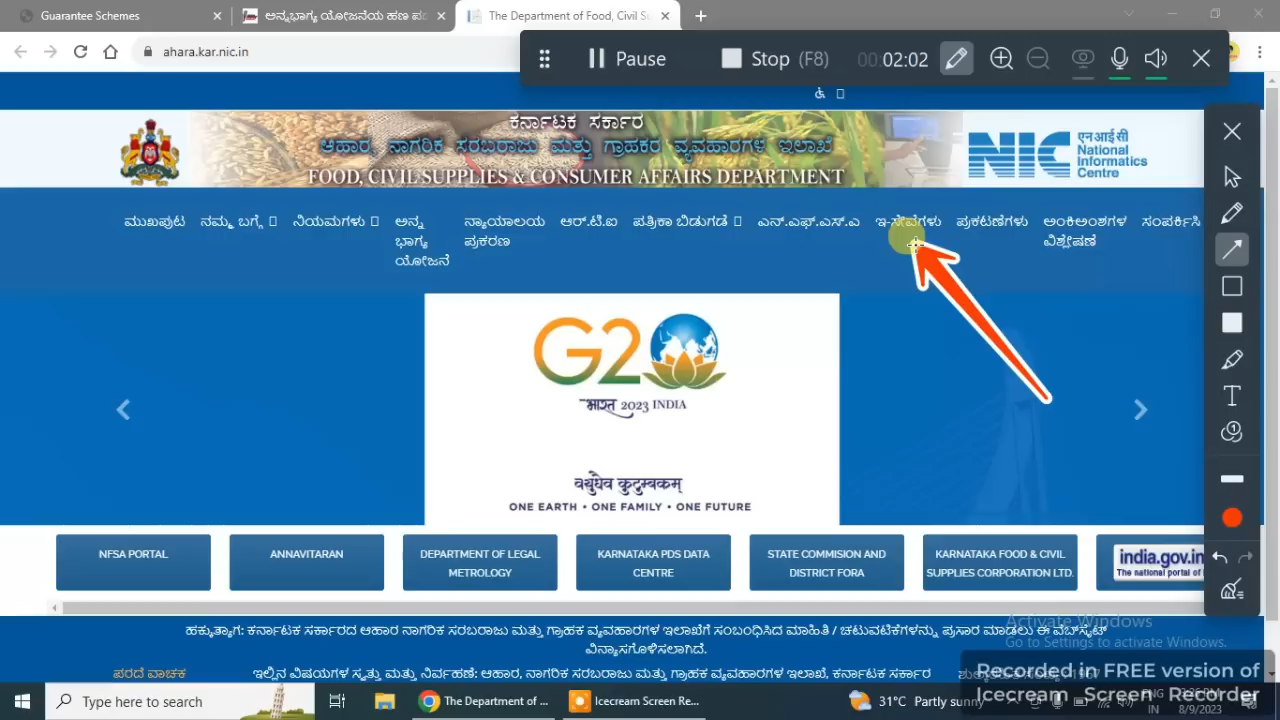 Guarantee Schemes
ಅನ್ನಭಾಗ್ಯ ಯೋಜನೆಯ ಹಣ ಪಡ
The Department of Food, Civil Su
ahara.kar.nic.in
Pause
Stop (F8)
00:02:02
ಕರ್ನಾಟಕ ಸರ್ಕಾರ
ಆಹಾರ, ನಾಗರಿಕ ಸರಬರಾಜು ಮತ್ತು ಗ್ರಾಹಕರ ವ್ಯವಹಾರಗಳ ಇಲಾಖೆ
FOOD, CIVIL SUPPLIES & CONSUMER AFFAIRS DEPARTMENT
NIC
एन आई सी
National
Informatics
Centre
ಮುಖಪುಟ ನಮ್ಮ ಬಗ್ಗೆ ನಿಯಮಗಳು ಅನ್ನ ಭಾಗ್ಯ ಯೋಜನೆ ನ್ಯಾಯಾಲಯ ಪ್ರಕರಣ ಆರ್.ಟಿ.ಐ ಪತ್ರಿಕಾ ಬಿಡುಗಡೆ ಎನ್.ಎಫ್.ಎಸ್.ಎ ಇ-ಸೇವೆಗಳು ಪ್ರಕಟಣೆಗಳು ಅಂಕಿಅಂಶಗಳ ವಿಶ್ಲೇಷಣೆ ಸಂಪರ್ಕಿಸಿ
G20
भारत 2023 INDIA
वसुधैव कुटुम्बकम्
ONE EARTH • ONE FAMILY • ONE FUTURE
NFSA PORTAL
ANNAVITARAN
DEPARTMENT OF LEGAL
METROLOGY
KARNATAKA PDS DATA
CENTRE
STATE COMMISION AND
DISTRICT FORA
KARNATAKA FOOD & CIVIL
SUPPLIES CORPORATION LTD.
india.gov.in
The national portal of
ಹಕ್ಕುತ್ಯಾಗ: ಕರ್ನಾಟಕ ಸರ್ಕಾರದ ಆಹಾರ ನಾಗರಿಕ ಸರಬರಾಜು ಮತ್ತು ಗ್ರಾಹಕ ವ್ಯವಹಾರಗಳ ಇಲಾಖೆಗೆ ಸಂಬಂಧಿಸಿದ ಮಾಹಿತಿ / ಚಟುವಟಿಕೆಗಳನ್ನು ಪ್ರಸಾರ ಮಾಡಲು ಈ ವೆಬ್‌ಸೈಟ್
ವಿನ್ಯಾಸಗೊಳಿಸಲಾಗಿದೆ.
ಪರದೆ ವಾಚಕ
ಇಲ್ಲಿನ ವಿಷಯಗಳ ಸ್ವತ್ತು ಮತ್ತು ನಿರ್ವಹಣೆ: ಆಹಾರ, ನಾಗರಿಕ ಸರಬರಾಜು ಮತ್ತು ಗ್ರಾಹಕರ ವ್ಯವಹಾರಗಳ ಇಲಾಖೆ, ಕರ್ನಾಟಕ ಸರ್ಕಾರ
Activate Windows
Go to Settings to activate Windows.
Recorded in FREE version of
Icecream Screen Recorder
Type here to search
The Department of ...
Icecream Screen Re...
31°C Partly sunny
ENG
IN
8/9/2023